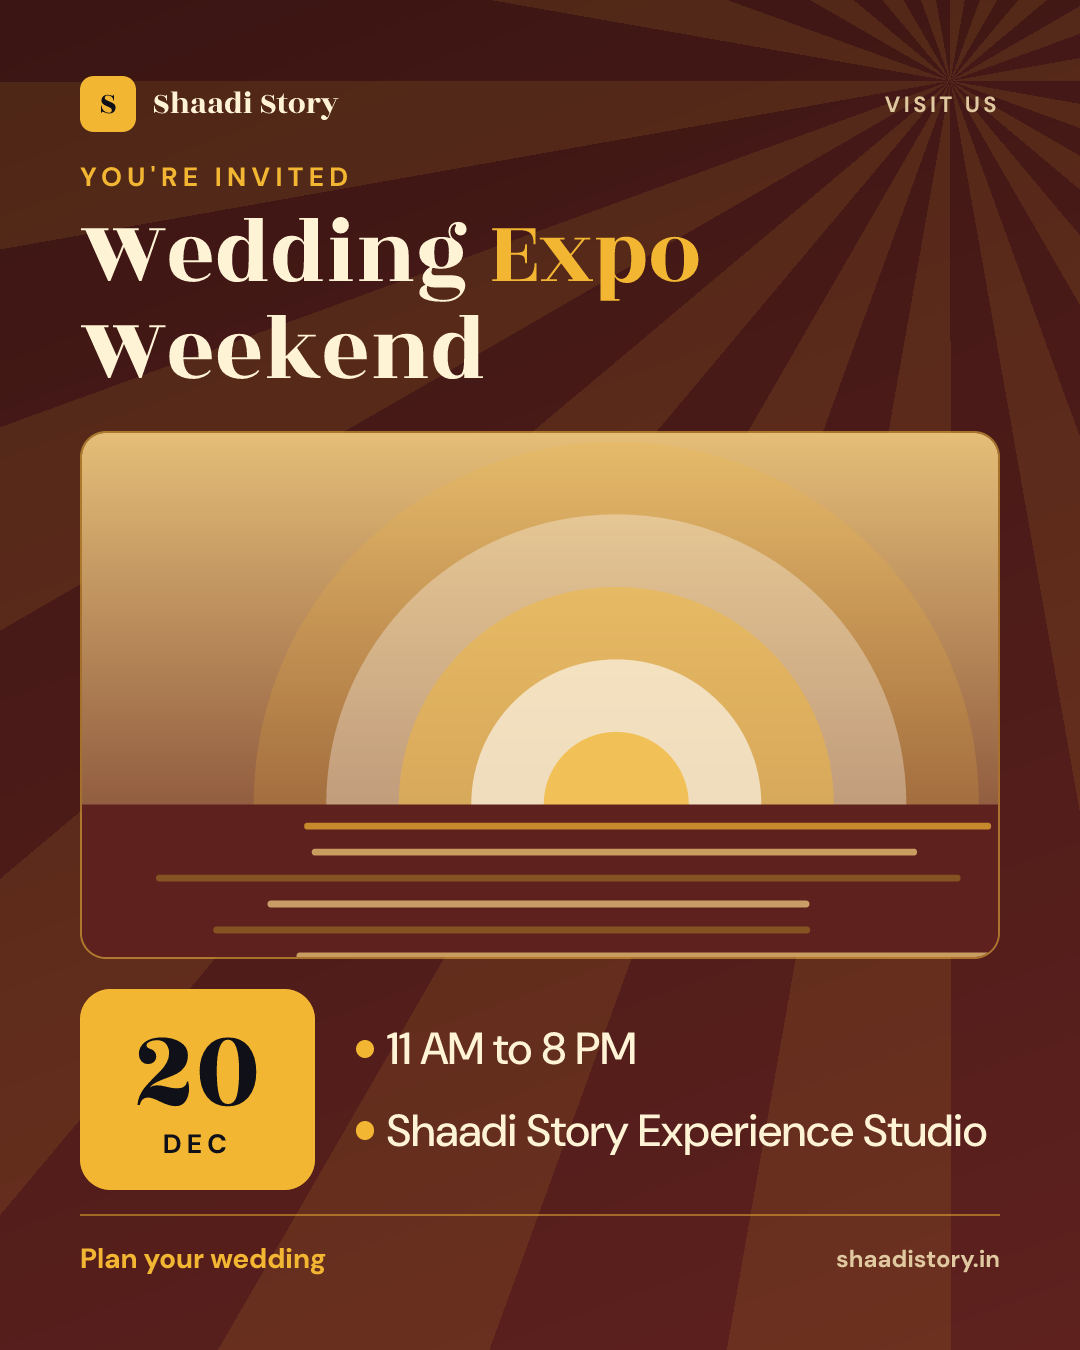 S
Shaadi Story
VISIT US
YOU'RE INVITED
Wedding Expo
Weekend
20
DEC
11 AM to 8 PM
Shaadi Story Experience Studio
Plan your wedding
shaadistory.in